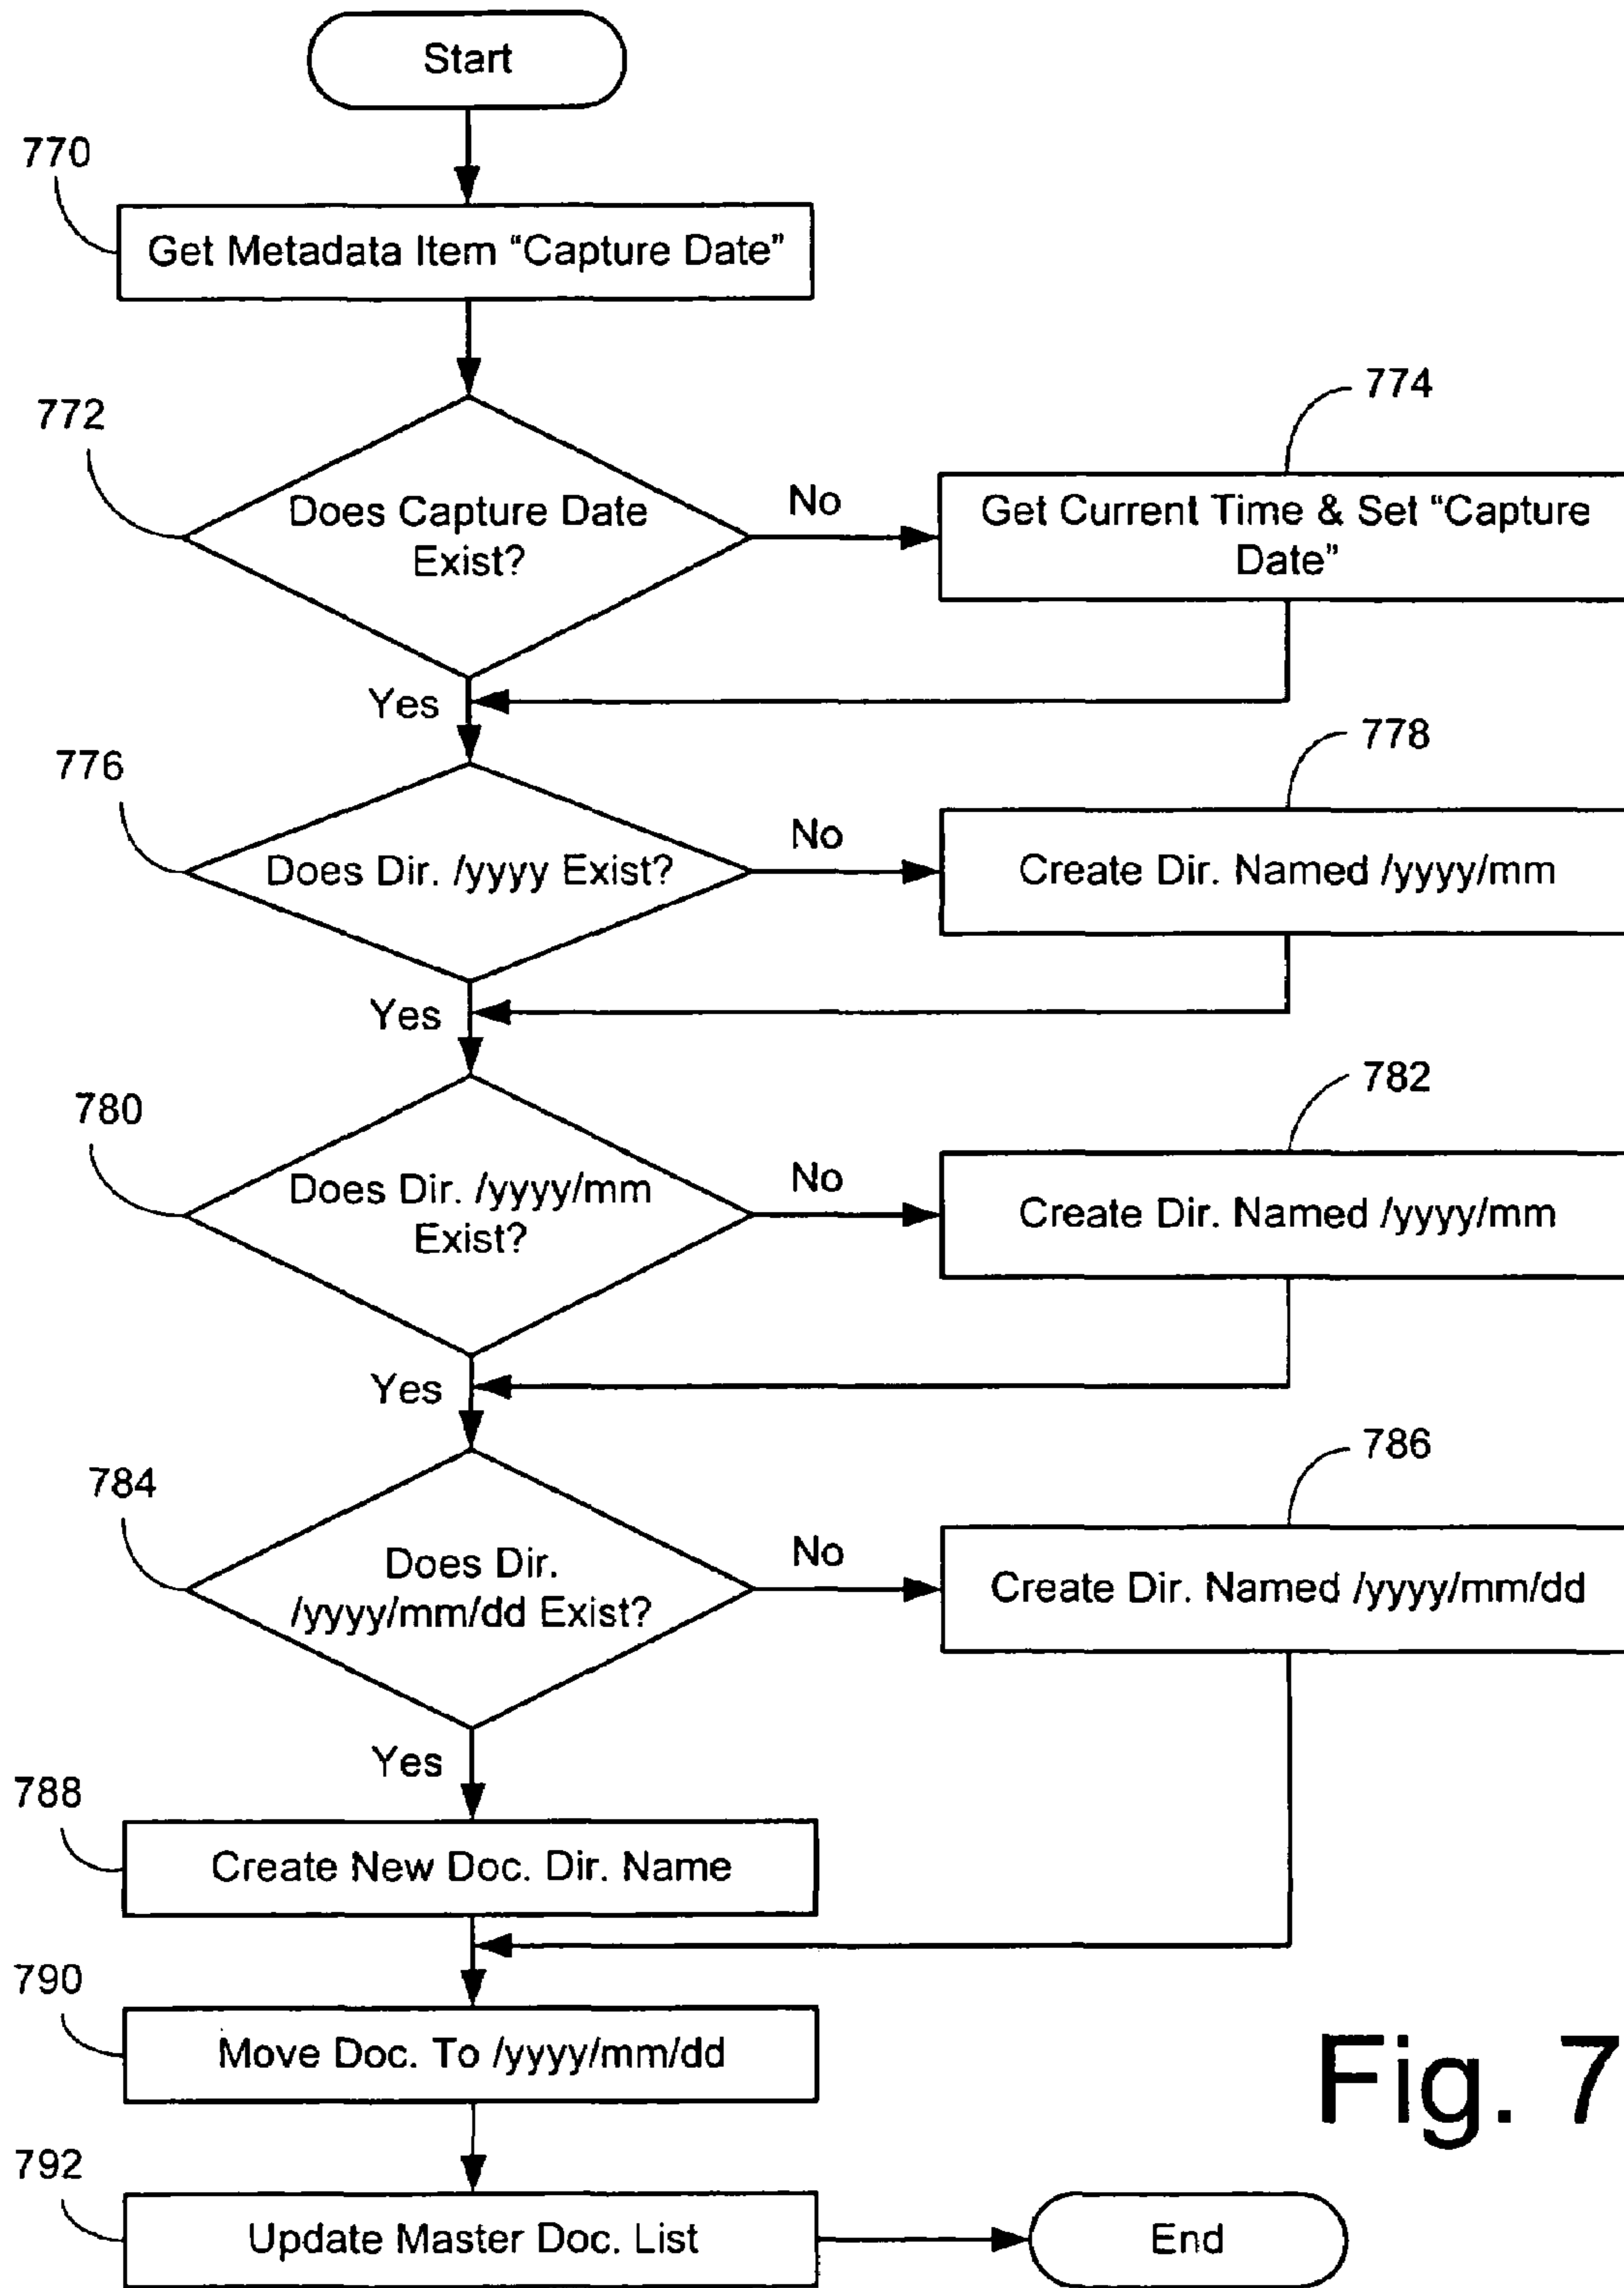 Start
770
Get Metadata Item “Capture Date”
772
Does Capture Date
Exist?
No
774
Get Current Time & Set “Capture
Date”
Yes
776
Does Dir. /yyyy Exist?
No
778
Create Dir. Named /yyyy/mm
Yes
780
Does Dir. /yyyy/mm
Exist?
No
782
Create Dir. Named /yyyy/mm
Yes
784
Does Dir.
/yyyy/mm/dd Exist?
No
786
Create Dir. Named /yyyy/mm/dd
Yes
788
Create New Doc. Dir. Name
790
Move Doc. To /yyyy/mm/dd
792
Update Master Doc. List
End
Fig. 7